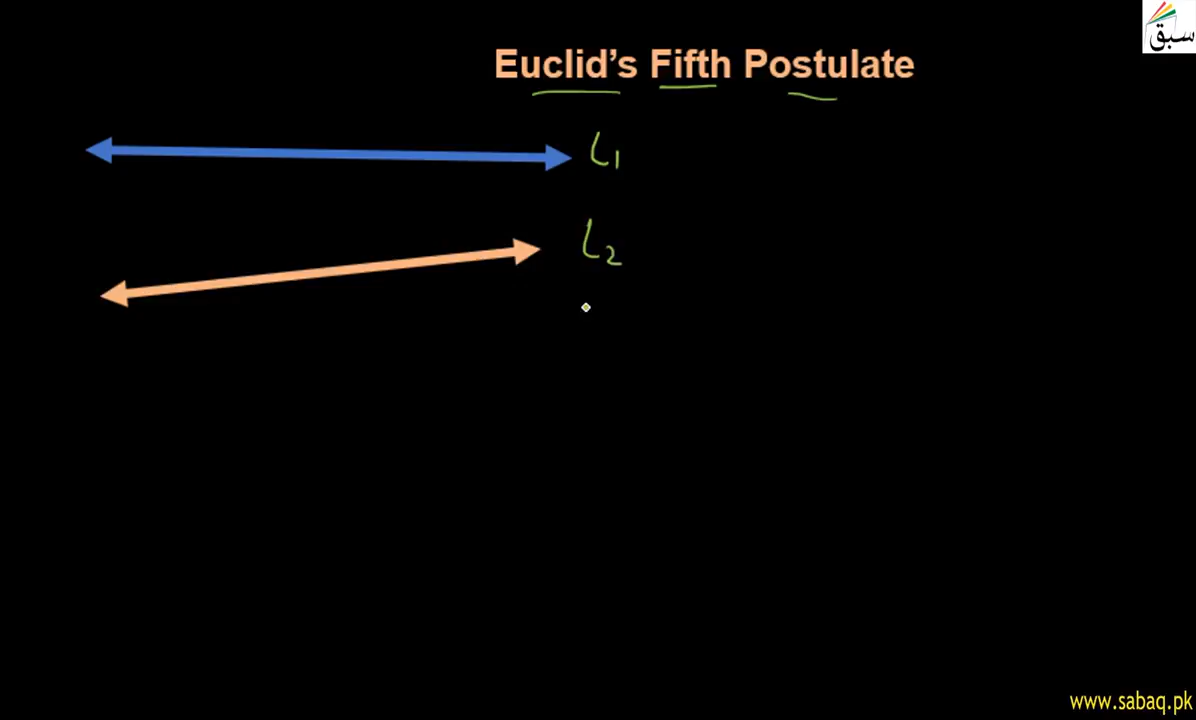 سبق
Euclid's Fifth Postulate
L1
L2
www.sabaq.pk